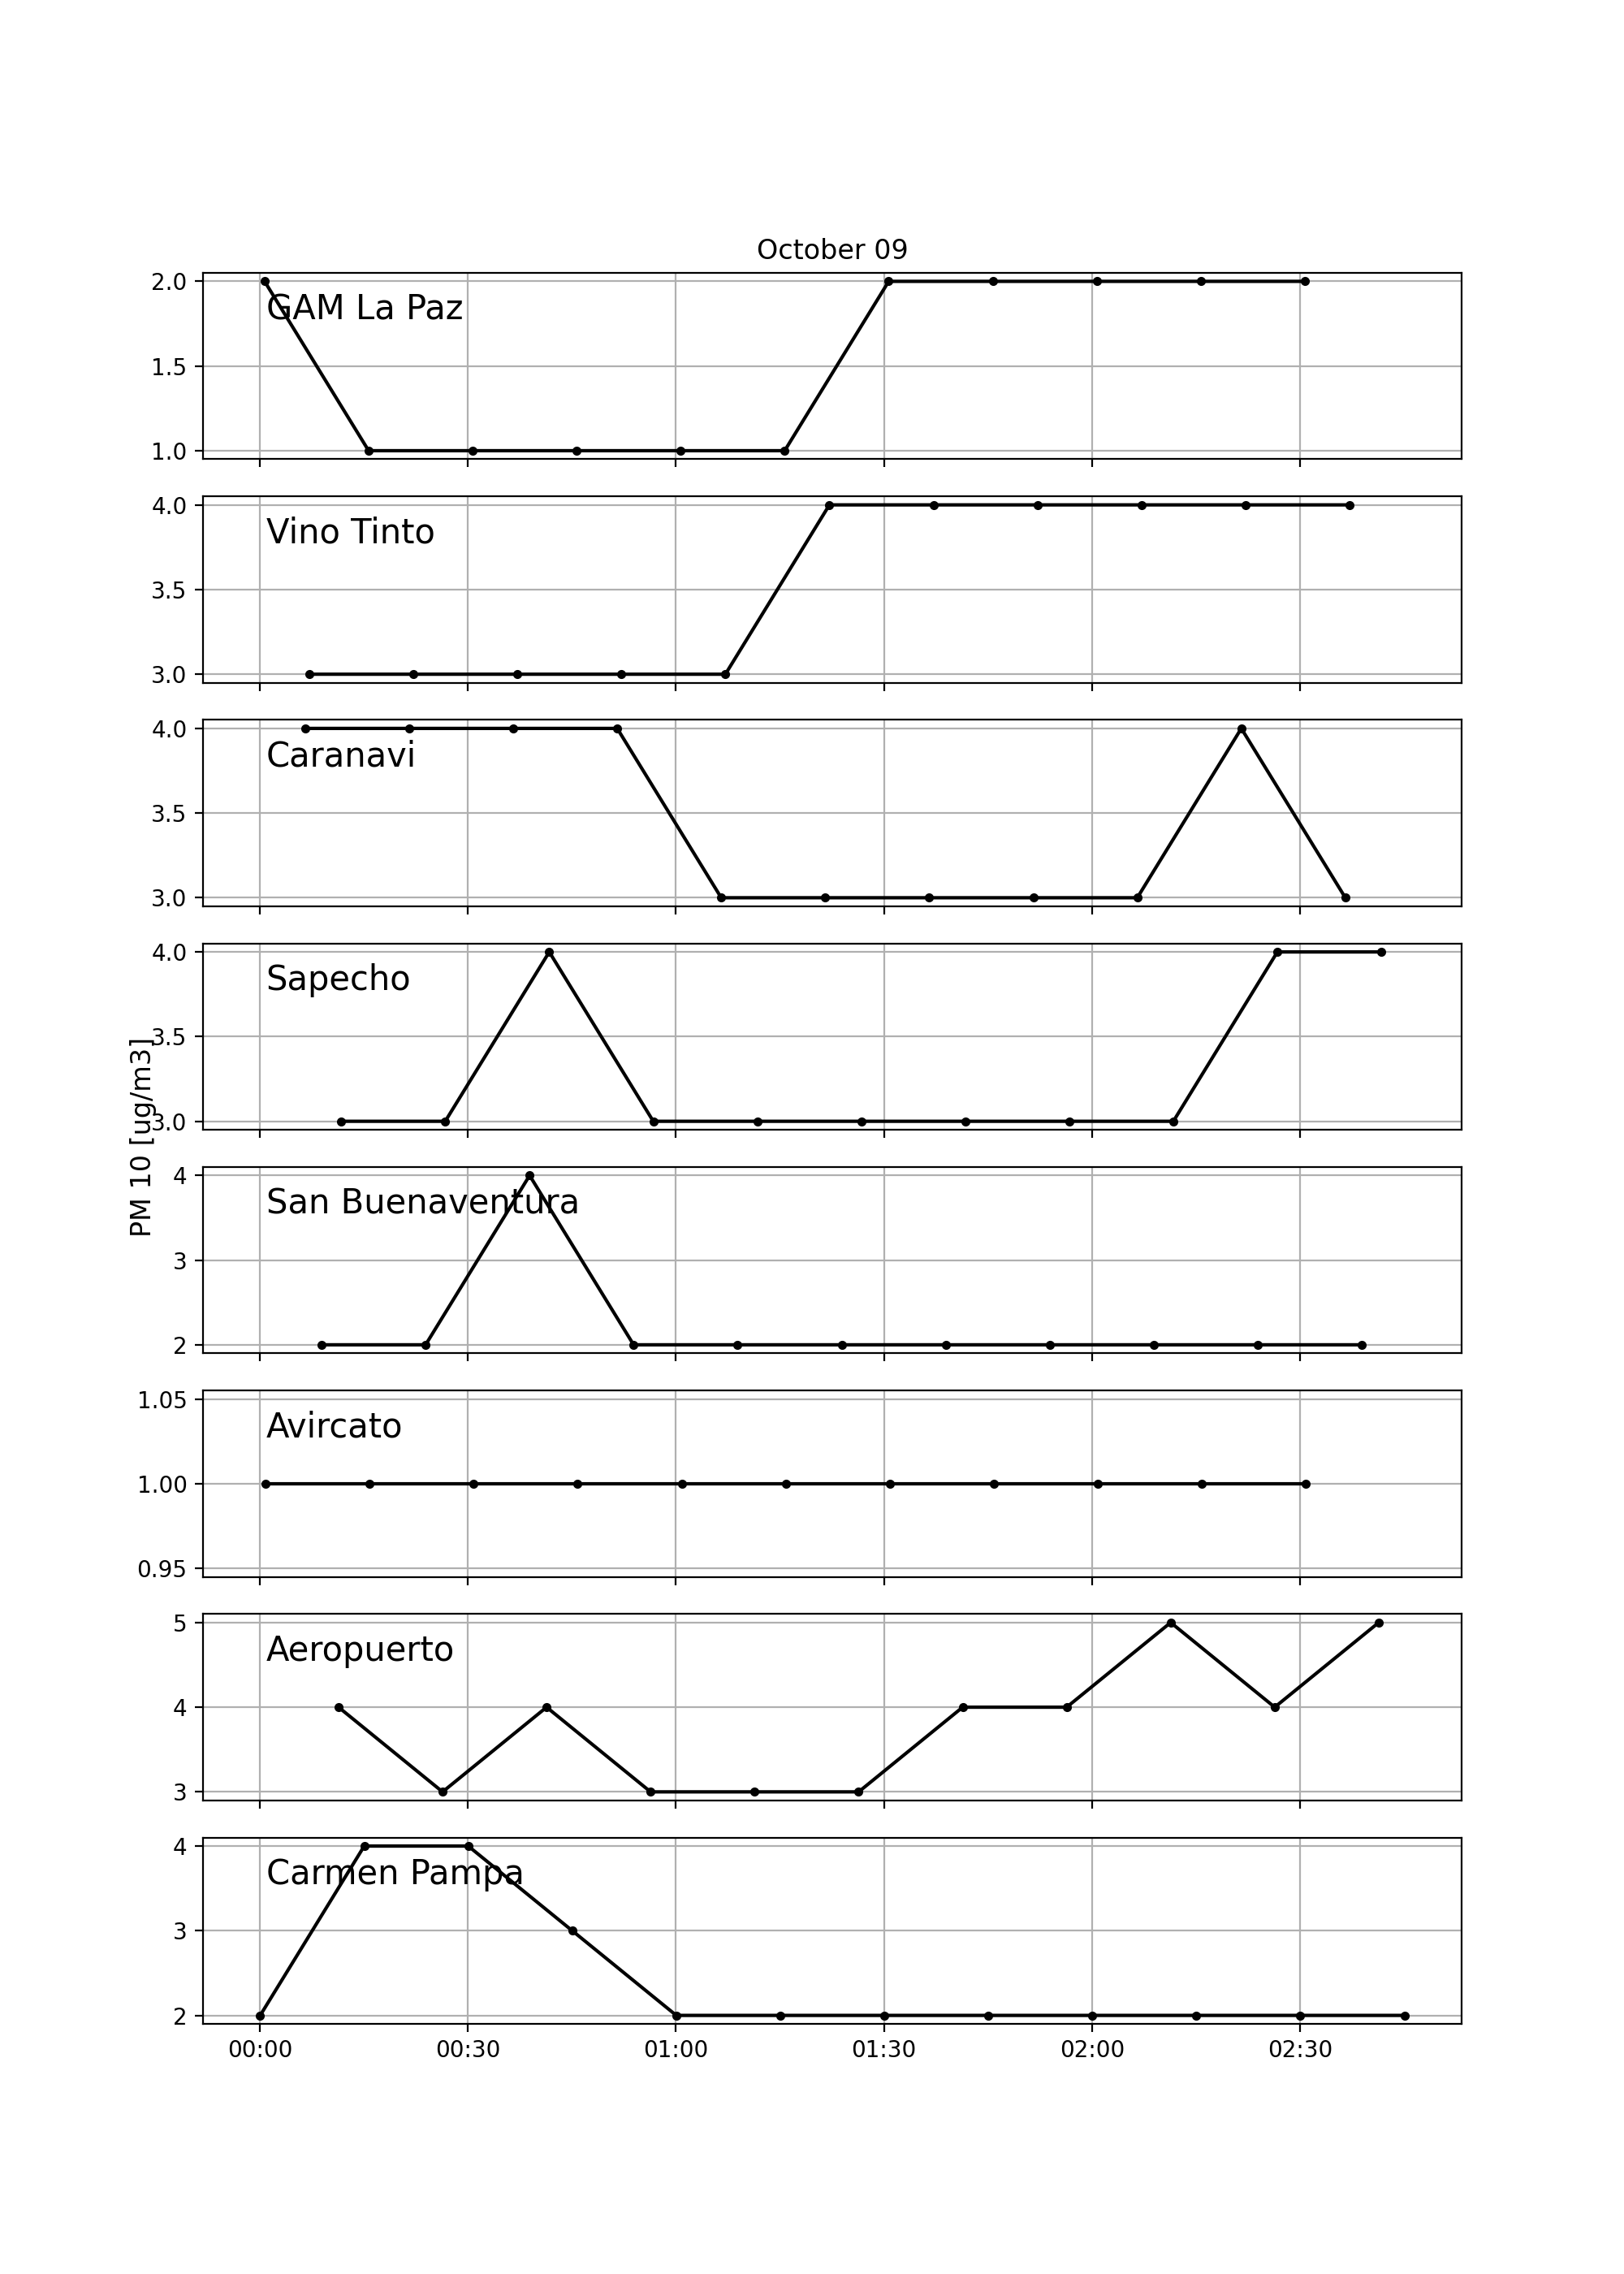 October 09
2.0
GAM La Paz
1.5
1.0
4.0
Vino Tinto
3.5
3.0
4.0
Caranavi
3.5
3.0
4.0
Sapecho
3.5
3.0
PM 10 [ug/m3]
4
San Buenaventura
3
2
1.05
Avircato
1.00
0.95
5
Aeropuerto
4
3
4
Carmen Pampa
3
2
00:00 00:30 01:00 01:30 02:00 02:30